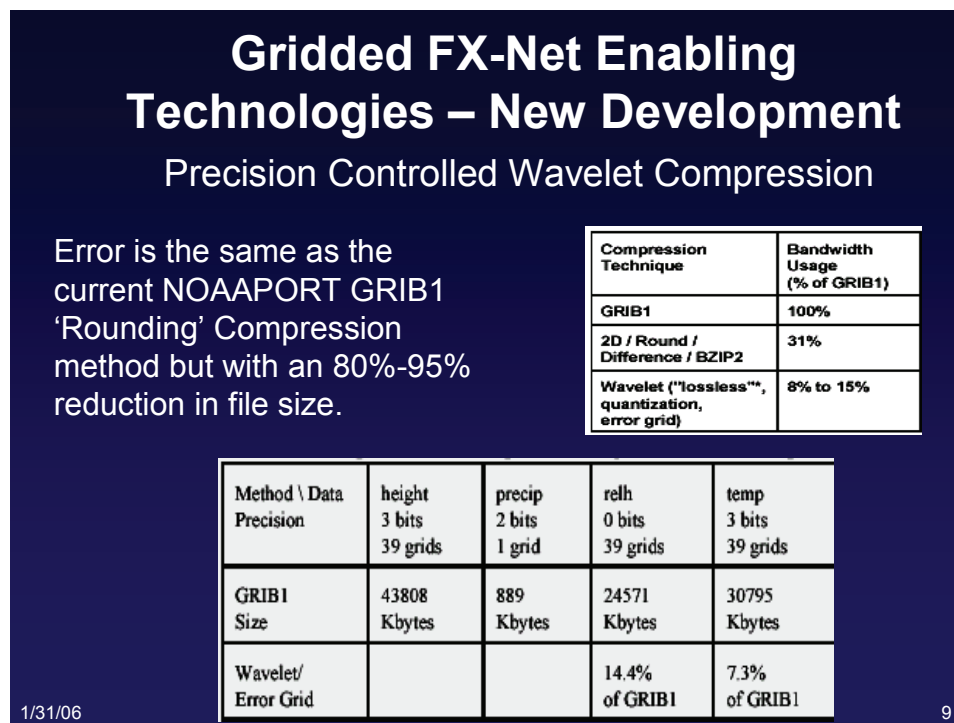 Gridded FX-Net Enabling
Technologies – New Development
Precision Controlled Wavelet Compression
Error is the same as the
current NOAAPORT GRIB1
‘Rounding’ Compression
method but with an 80%-95%
reduction in file size.
Compression Technique Bandwidth Usage (% of GRIB1)
GRIB1 100%
2D / Round / Difference / BZIP2 31%
Wavelet ("lossless"*, quantization, error grid) 8% to 15%
Method \ Data height precip relh temp
Precision 3 bits 2 bits 0 bits 3 bits
39 grids 1 grid 39 grids 39 grids
GRIB1 43808 889 24571 30795
Size Kbytes Kbytes Kbytes Kbytes
Wavelet/ 14.4% 7.3%
Error Grid of GRIB1 of GRIB1
1/31/06
9